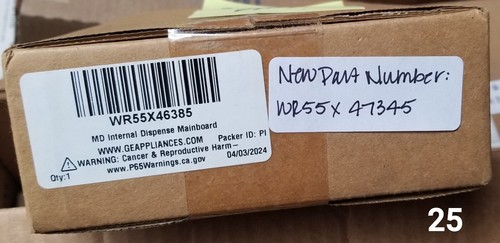 WR55X46385
MD Internal Dispense Mainboard
WWW.GEAPPLIANCES.COM Packer ID: PI
WARNING: Cancer & Reproductive Harm–
Qty:1 www.P65Warnings.ca.gov 04/03/2024
New Part Number:
WR55X 47345
25